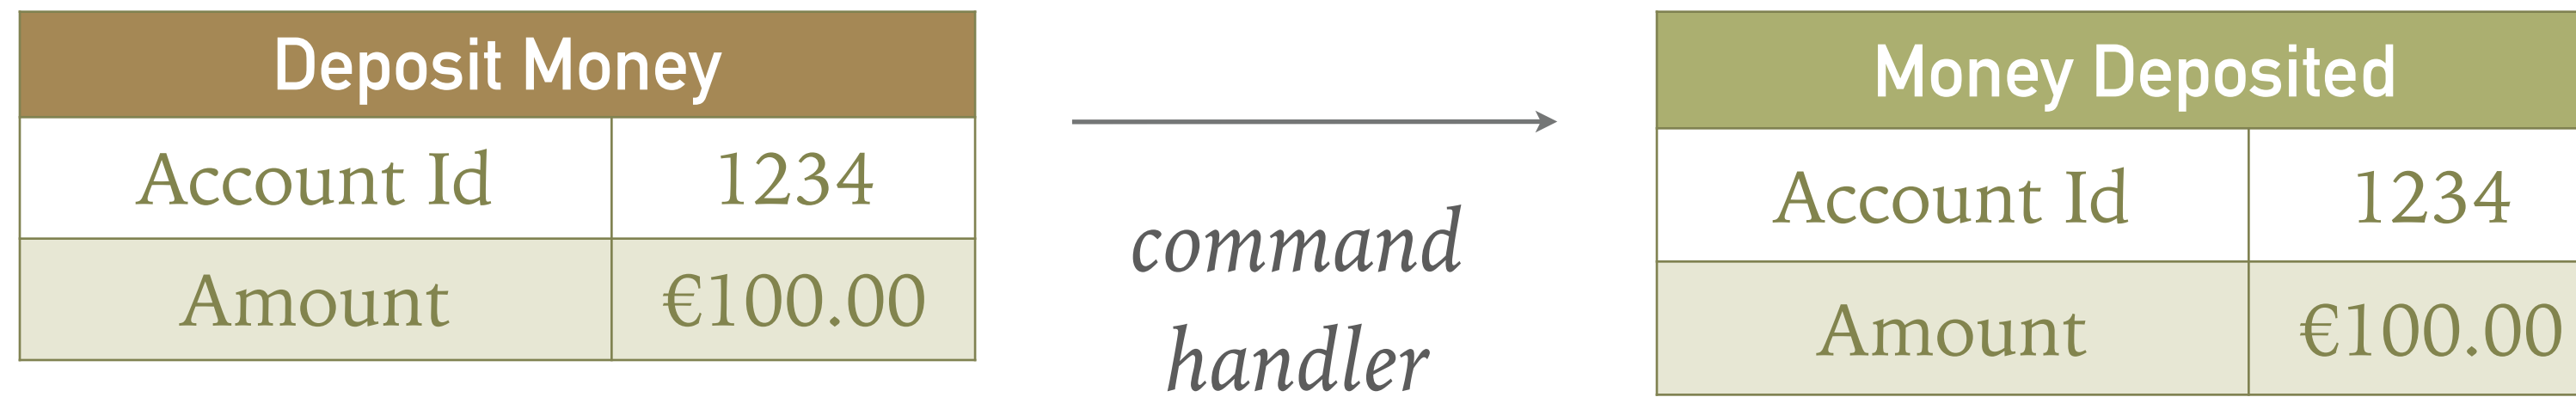 Deposit Money
Account Id 1234
Amount €100.00
command
handler
Money Deposited
Account Id 1234
Amount €100.00